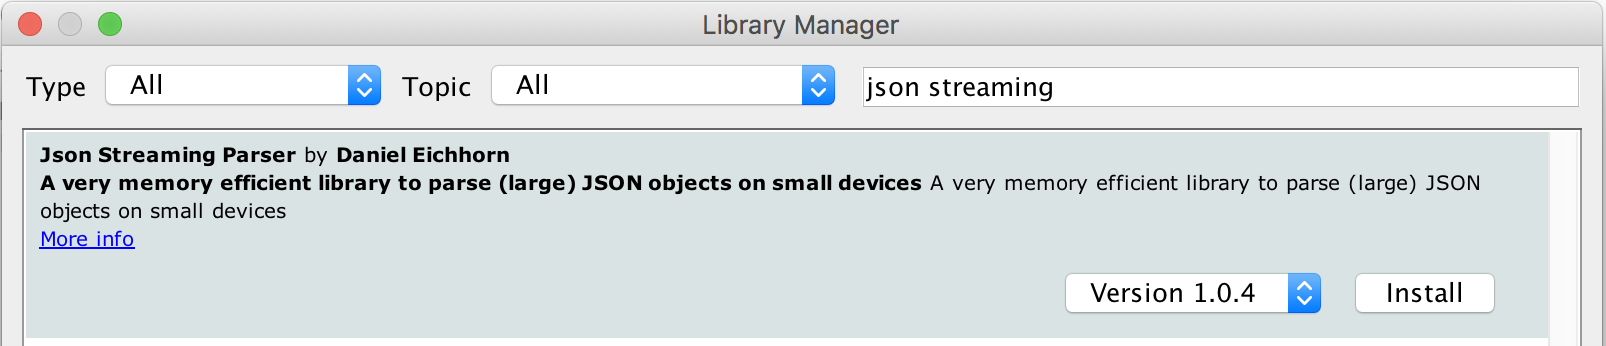 Library Manager
Type All Topic All json streaming
Json Streaming Parser by Daniel Eichhorn
A very memory efficient library to parse (large) JSON objects on small devices A very memory efficient library to parse (large) JSON
objects on small devices
More info
Version 1.0.4 Install